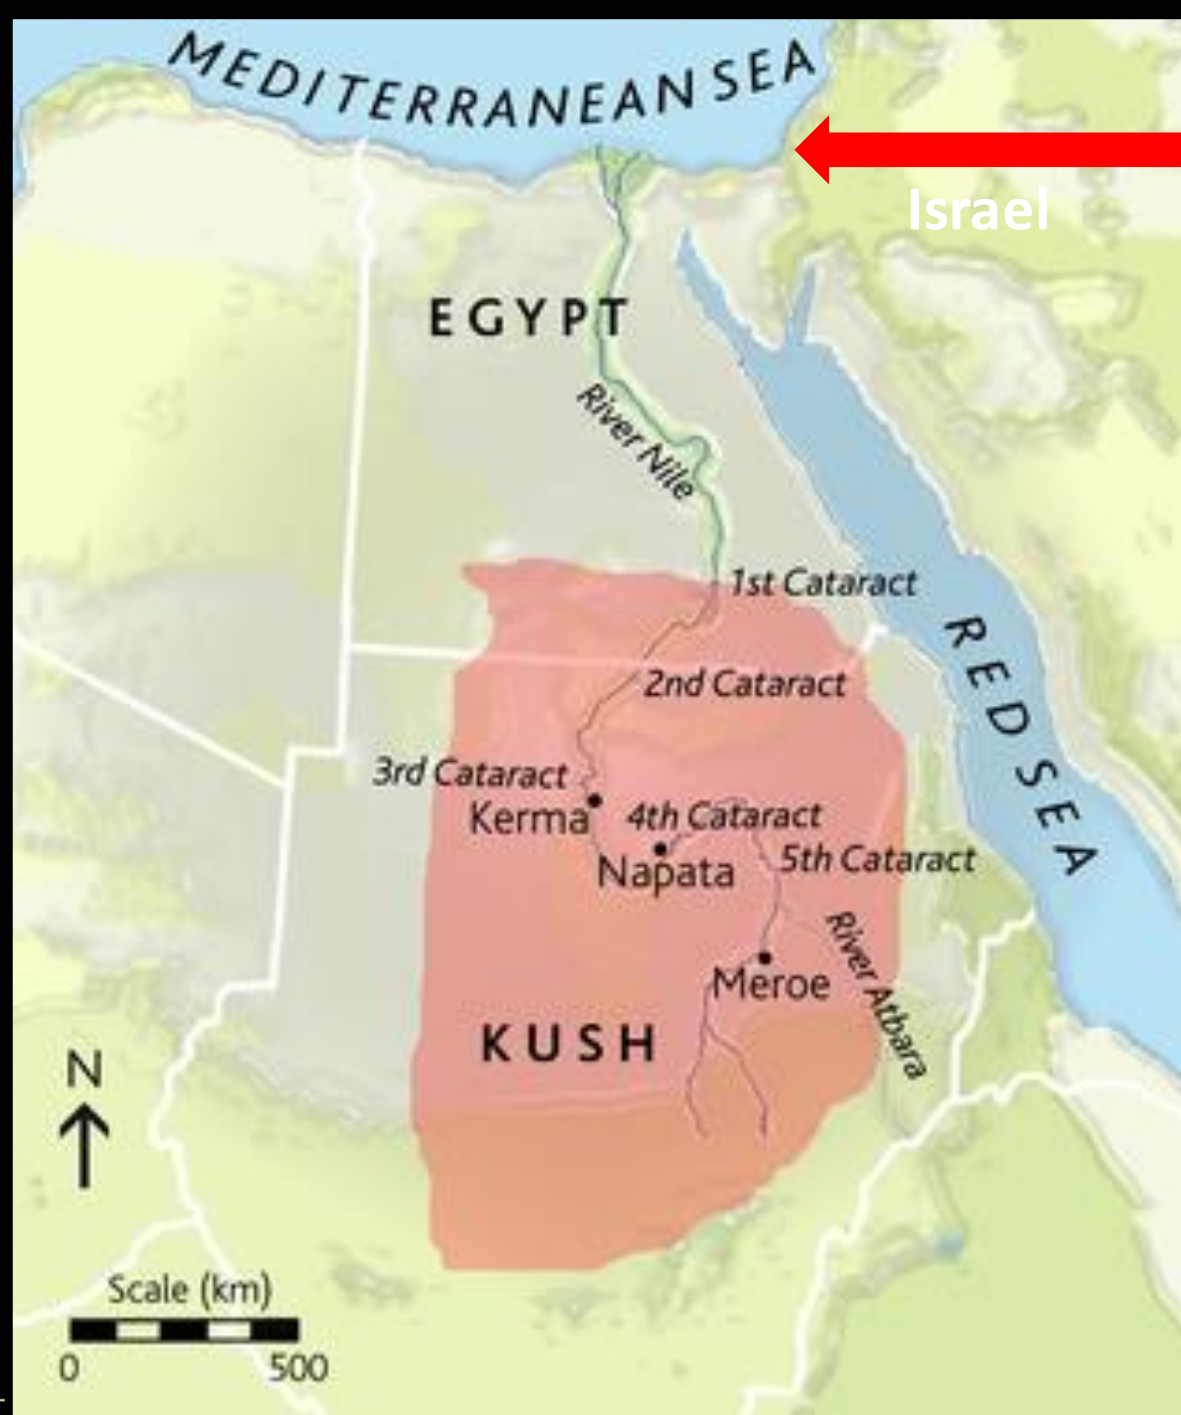 MEDITERRANEAN SEA
Israel
EGYPT
River Nile
1st Cataract
RED SEA
2nd Cataract
3rd Cataract
Kerma
4th Cataract
Napata
5th Cataract
River Atbara
Meroe
KUSH
N
Scale (km)
0 500